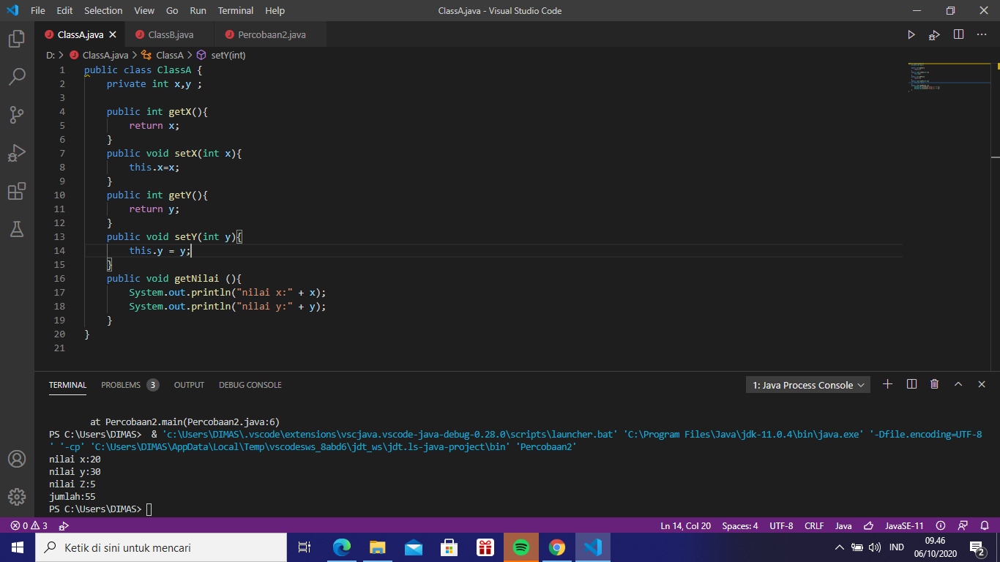 File Edit Selection View Go Run Terminal Help ClassA.java - Visual Studio Code
ClassA.java ClassB.java Percobaan2.java
D: > ClassA.java > ClassA > setY(int)
1 public class ClassA {
2 private int x,y ;
3
4 public int getX(){
5 return x;
6 }
7 public void setX(int x){
8 this.x=x;
9 }
10 public int getY(){
11 return y;
12 }
13 public void setY(int y){
14 this.y = y;
15 }
16 public void getNilai (){
17 System.out.println("nilai x:" + x);
18 System.out.println("nilai y:" + y);
19 }
20 }
21
TERMINAL PROBLEMS 3 OUTPUT DEBUG CONSOLE 1: Java Process Console
at Percobaan2.main(Percobaan2.java:6)
PS C:\Users\DIMAS> & 'c:\Users\DIMAS\.vscode\extensions\vscjava.vscode-java-debug-0.28.0\scripts\launcher.bat' 'C:\Program Files\Java\jdk-11.0.4\bin\java.exe' '-Dfile.encoding=UTF-8
' '-cp' 'C:\Users\DIMAS\AppData\Local\Temp\vscodesws_8abd6\jdt_ws\jdt.ls-java-project\bin' 'Percobaan2'
nilai x:20
nilai y:30
nilai Z:5
jumlah:55
PS C:\Users\DIMAS>
0 3 Ln 14, Col 20 Spaces: 4 UTF-8 CRLF Java JavaSE-11
Ketik di sini untuk mencari IND 09.46
06/10/2020 2